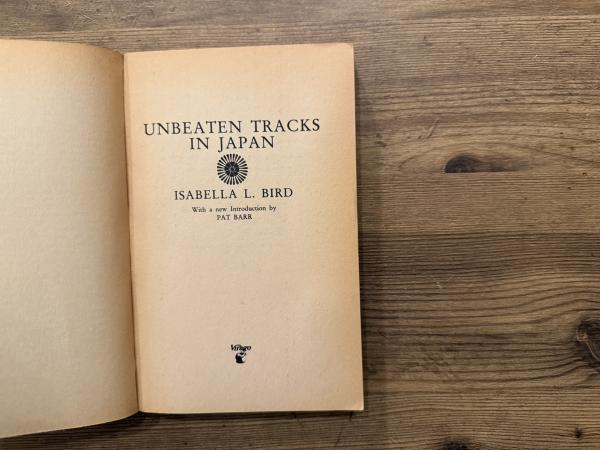 UNBEATEN TRACKS
IN JAPAN
ISABELLA L. BIRD
With a new Introduction by
PAT BARR
Virago